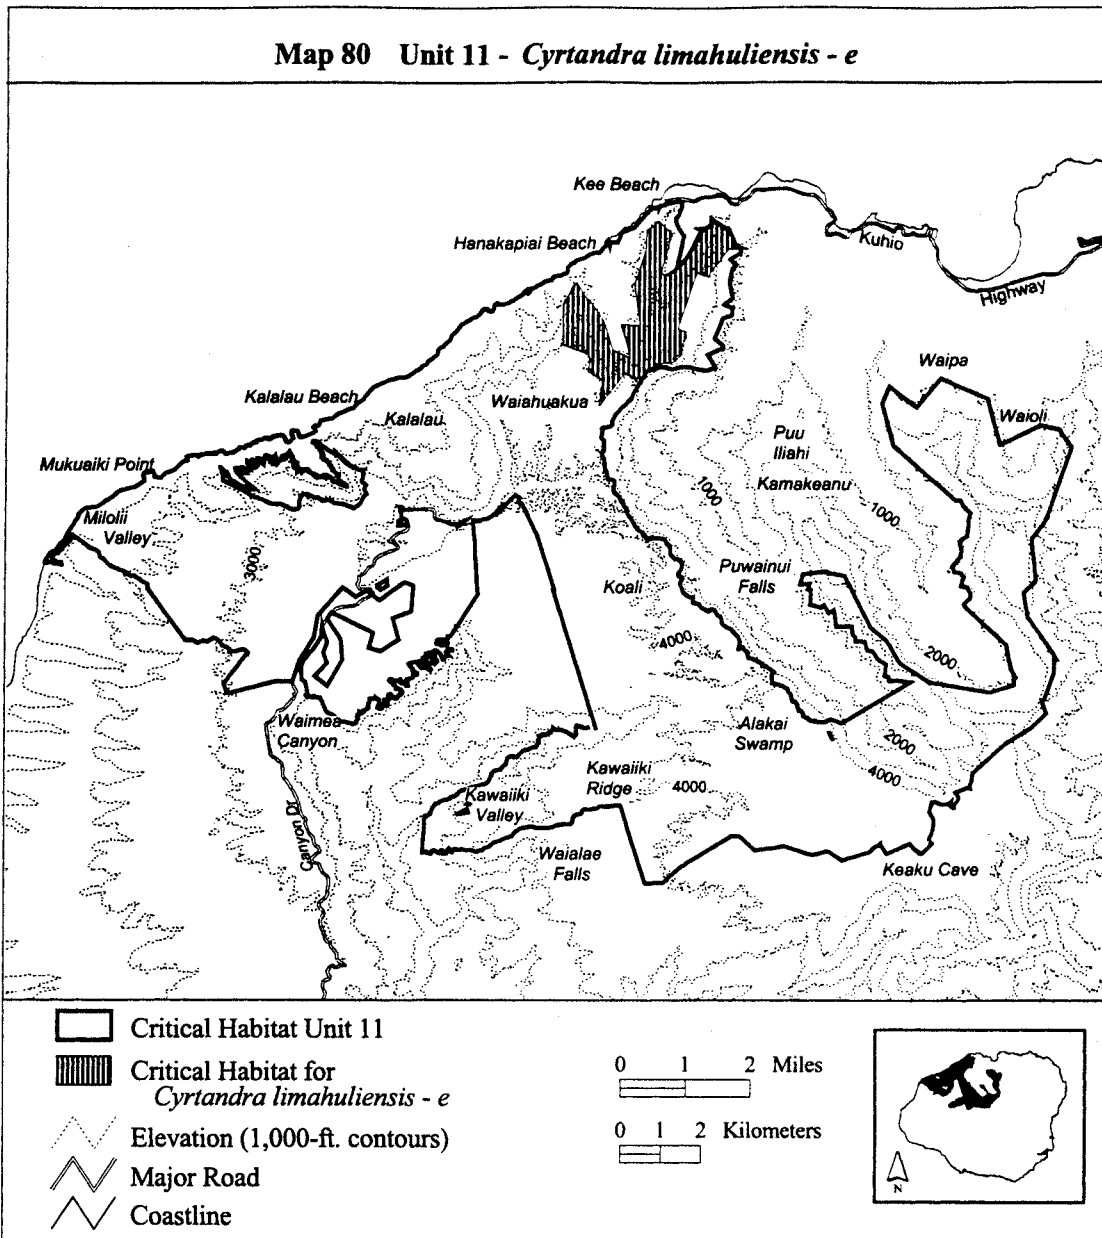 Map 80 Unit 11 - Cyrtandra limahuliensis - e
Kee Beach
Hanakapiai Beach
Kuhio
Highway
Waipa
Kalalau Beach
Waiahuakua
Kalalau
Waioli
Puu
Iliahi
Mukuaiki Point
Kamakeanu
1000
1000
Milolii
Valley
3000
Puwainui
Falls
Koali
4000
2000
Waimea
Canyon
Alakai
Swamp
2000
Kawaiiki
Ridge
4000
4000
Kawaiiki
Valley
Canyon Dr
Waialae
Falls
Keaku Cave
Critical Habitat Unit 11
Critical Habitat for
Cyrtandra limahuliensis - e
Elevation (1,000-ft. contours)
Major Road
Coastline
0 1 2 Miles
0 1 2 Kilometers
N